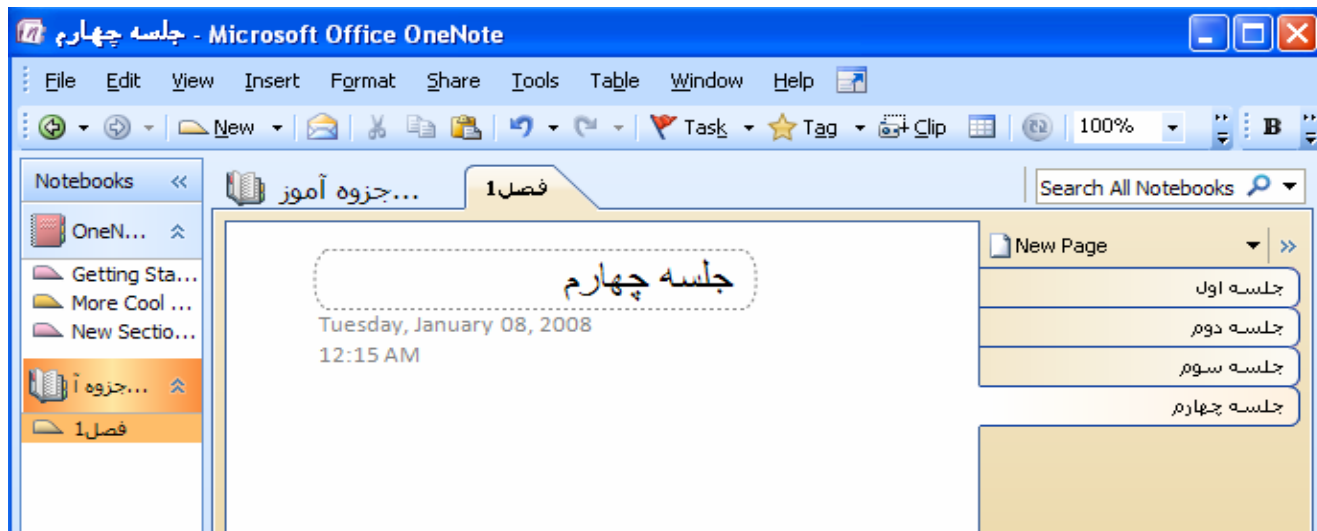 جلسه چهارم - Microsoft Office OneNote
File Edit View Insert Format Share Tools Table Window Help
New Task Tag Clip 100% B
Notebooks «
...جزوه آموز
فصل1
Search All Notebooks
OneN...
Getting Sta...
More Cool ...
New Sectio...
...جزوه آ
فصل1
جلسه چهارم
Tuesday, January 08, 2008
12:15 AM
New Page »
جلسه اول
جلسه دوم
جلسه سوم
جلسه چهارم